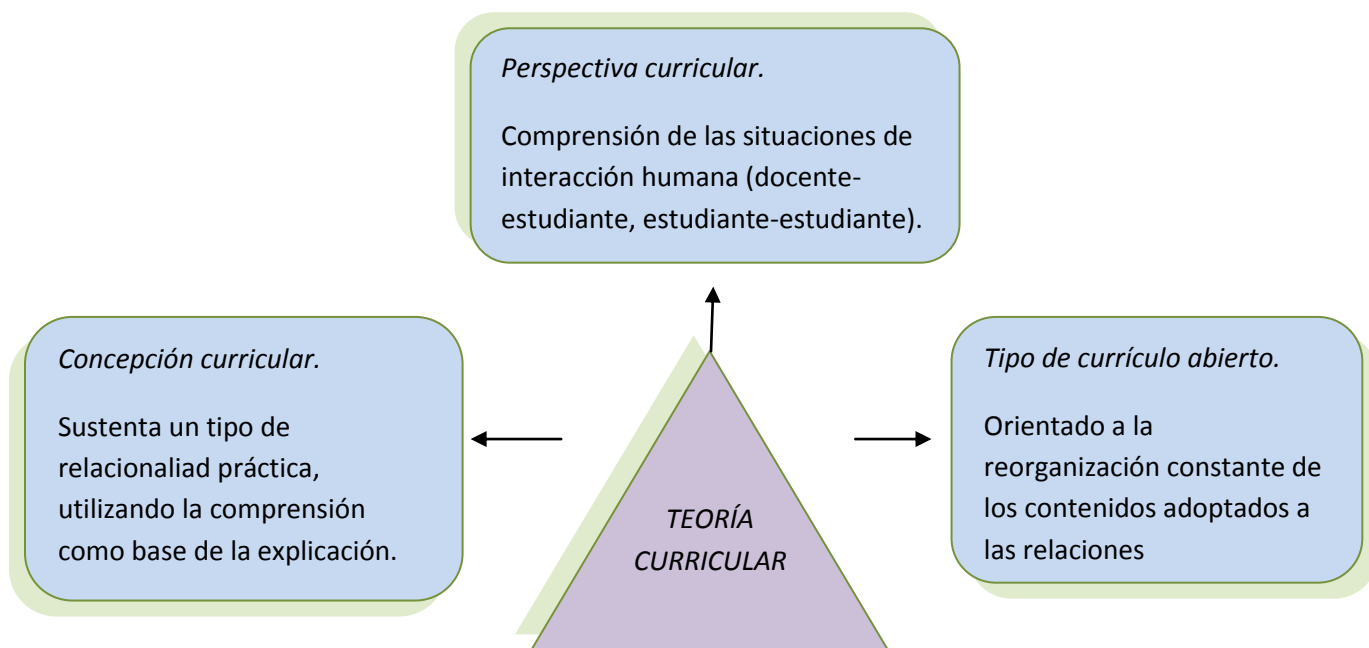 Perspectiva curricular.
Comprensión de las situaciones de
interacción humana (docente-
estudiante, estudiante-estudiante).
Concepción curricular.
Sustenta un tipo de
relacionaliad práctica,
utilizando la comprensión
como base de la explicación.
TEORÍA
CURRICULAR
Tipo de currículo abierto.
Orientado a la
reorganización constante de
los contenidos adoptados a
las relaciones